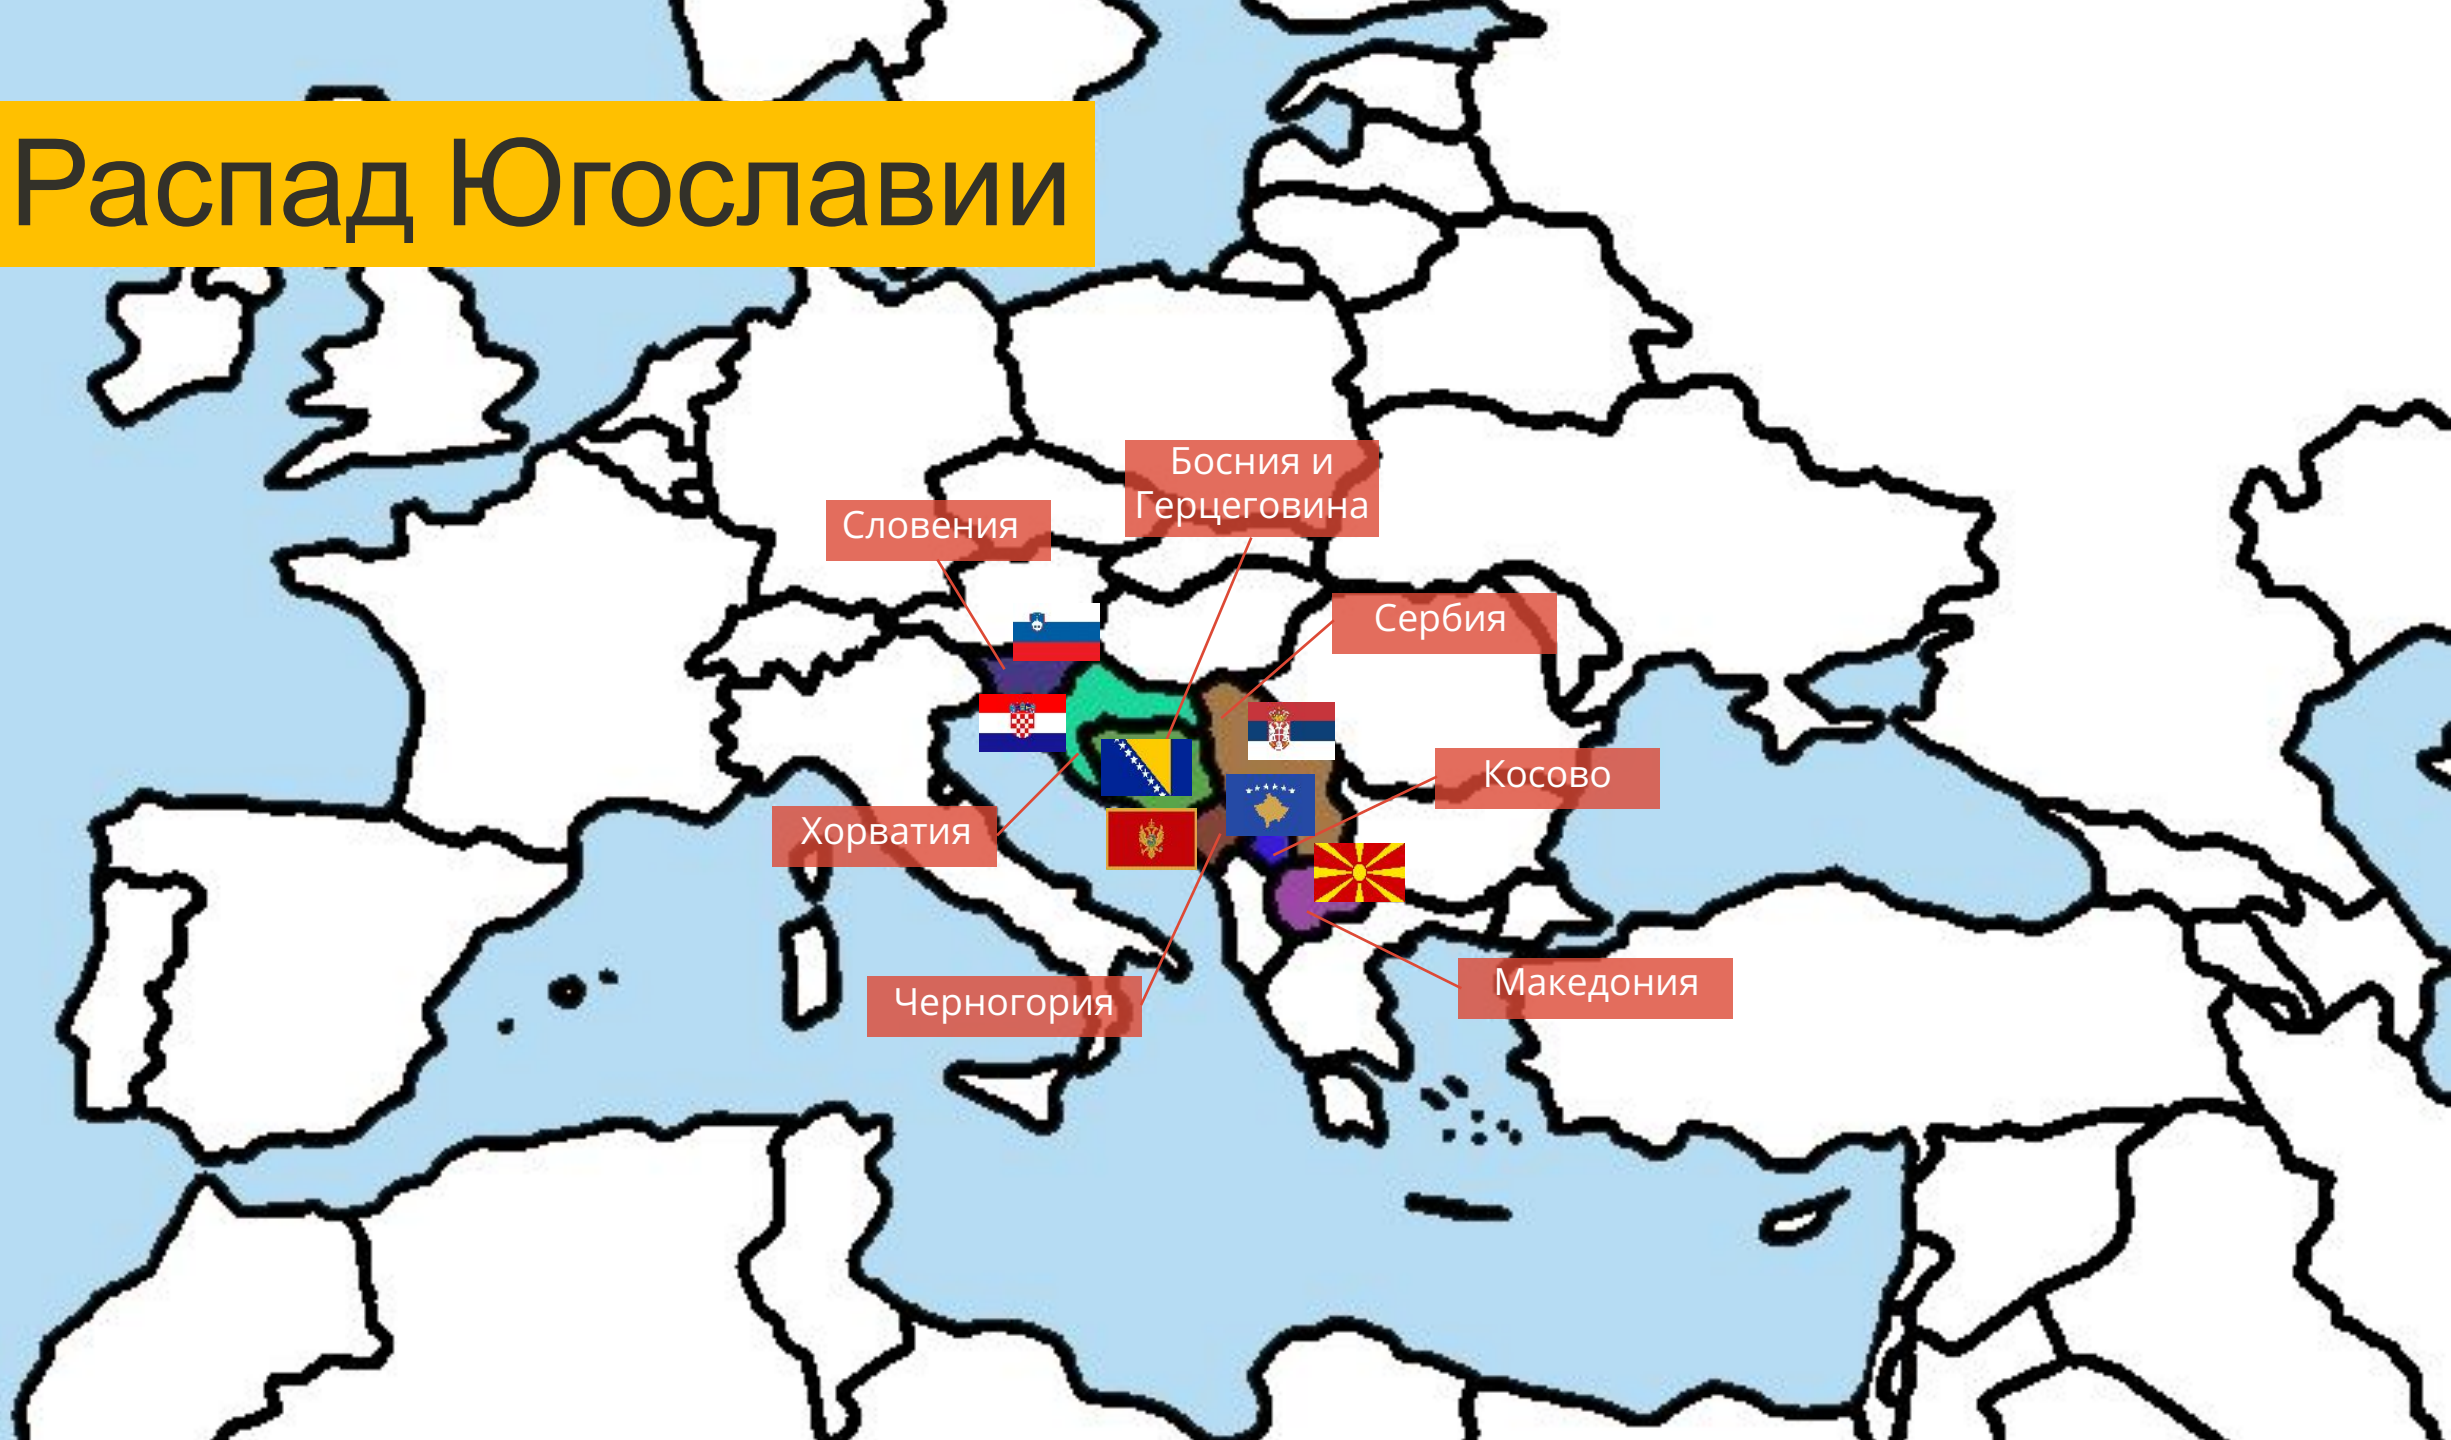 Распад Югославии
Босния и
Герцеговина
Словения
Сербия
Косово
Хорватия
Македония
Черногория